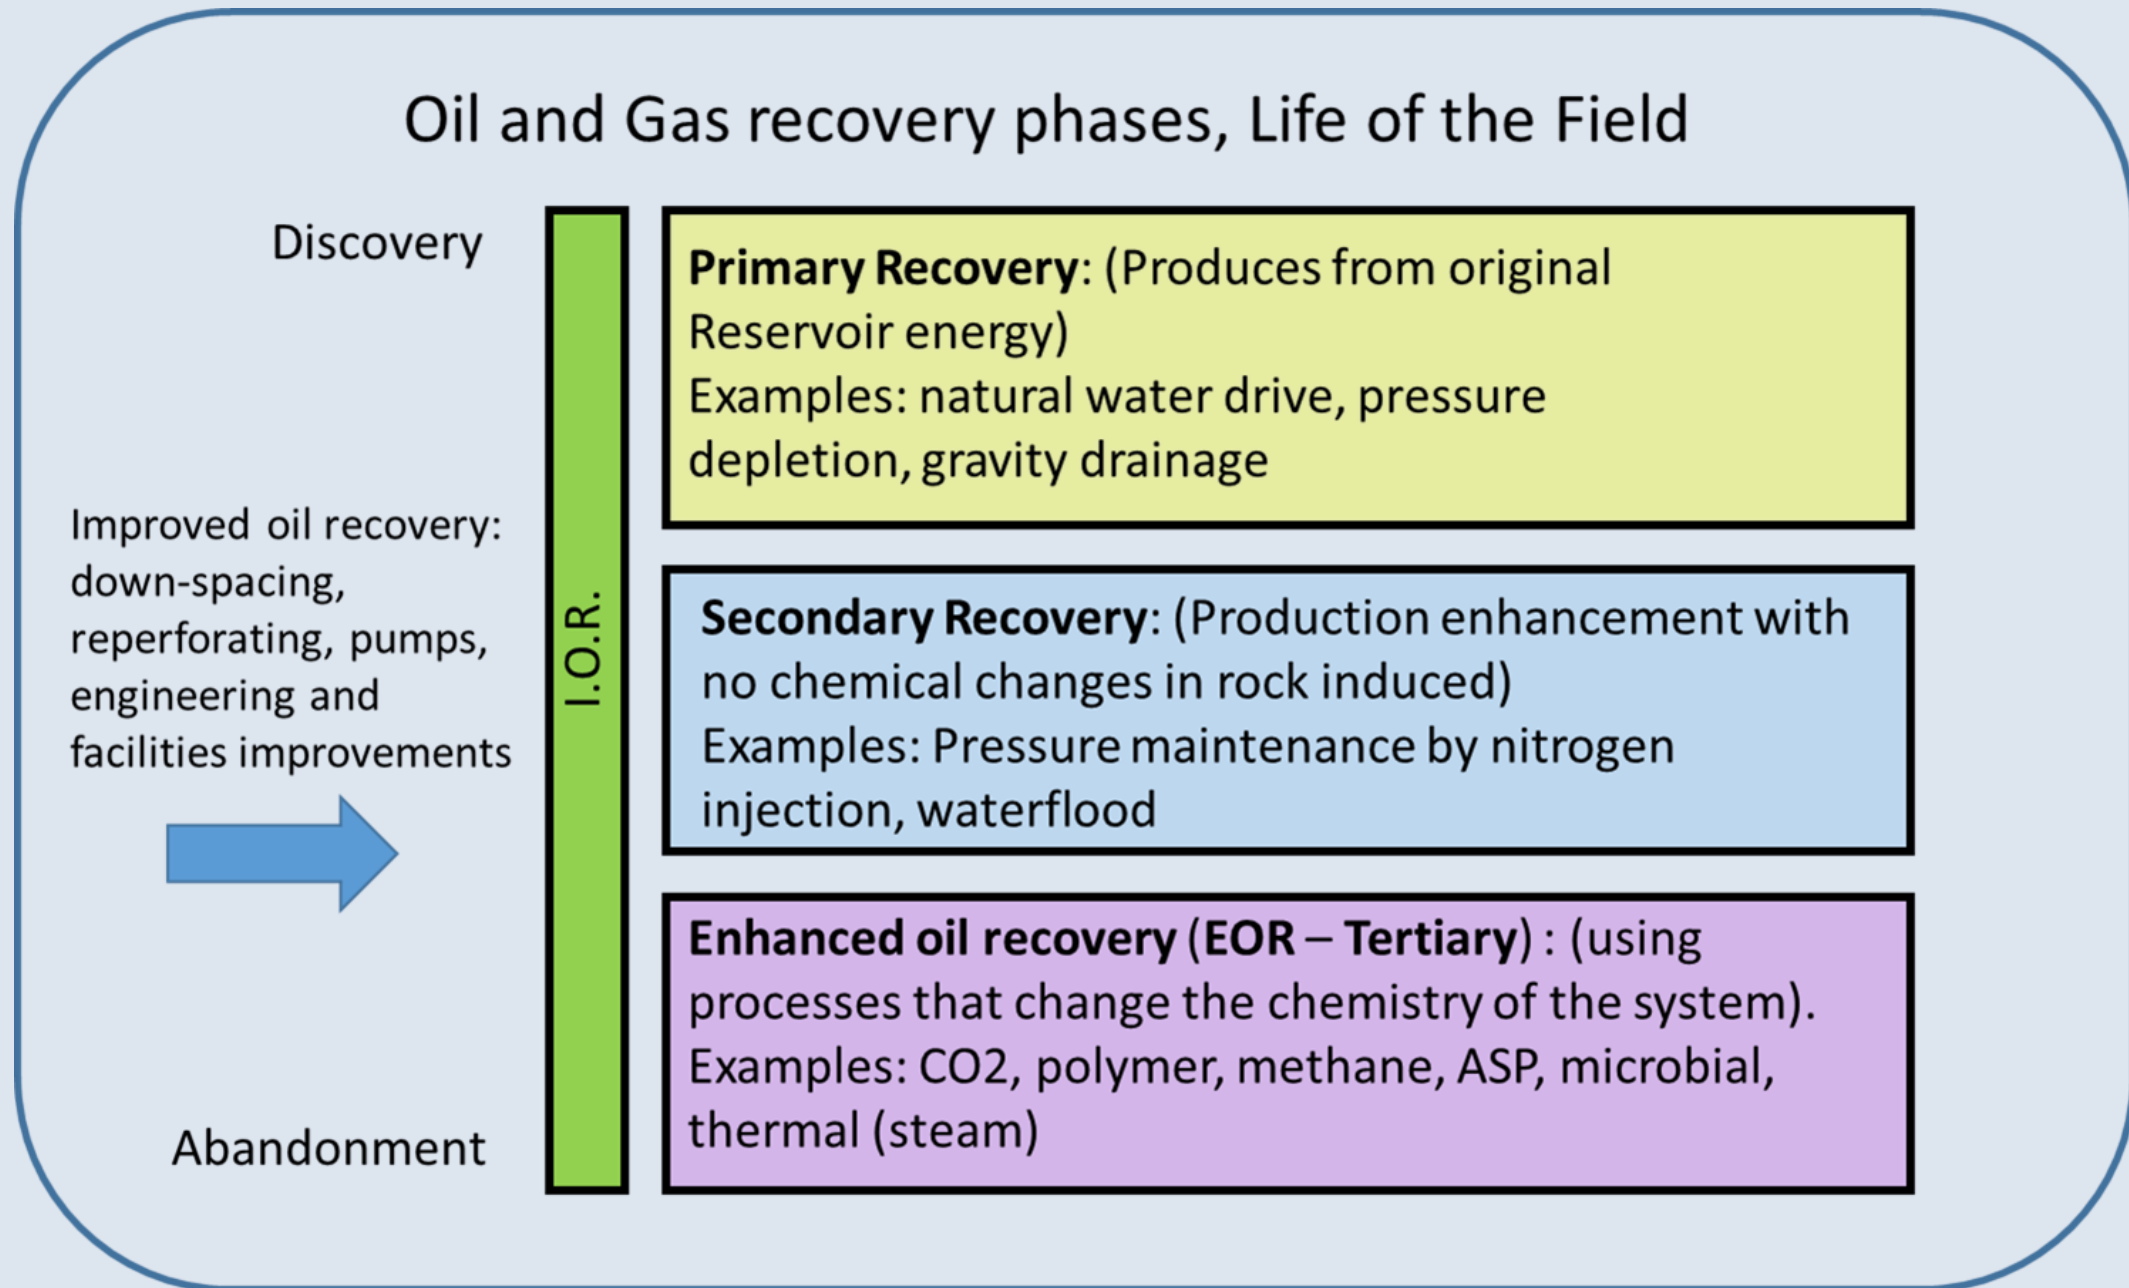 Oil and Gas recovery phases, Life of the Field
Discovery
Improved oil recovery:
down-spacing,
reperforating, pumps,
engineering and
facilities improvements
Abandonment
I.O.R.
Primary Recovery: (Produces from original
Reservoir energy)
Examples: natural water drive, pressure
depletion, gravity drainage
Secondary Recovery: (Production enhancement with
no chemical changes in rock induced)
Examples: Pressure maintenance by nitrogen
injection, waterflood
Enhanced oil recovery (EOR – Tertiary) : (using
processes that change the chemistry of the system).
Examples: CO2, polymer, methane, ASP, microbial,
thermal (steam)